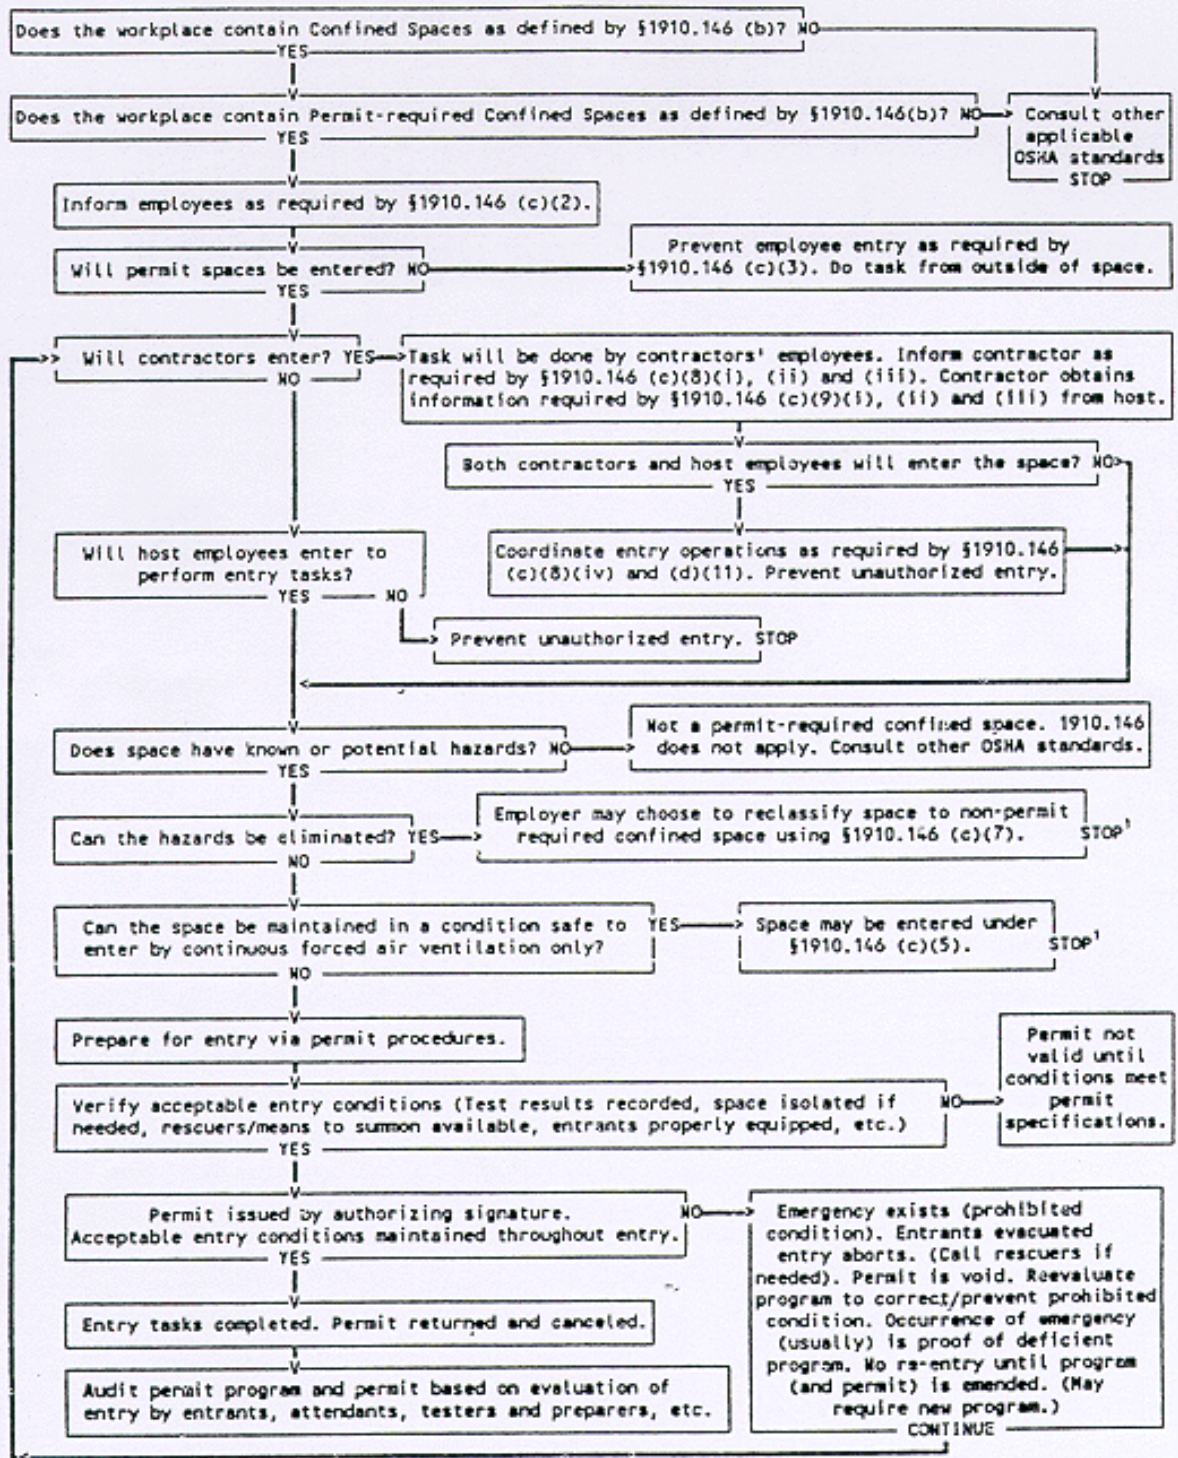 Does the workplace contain Confined Spaces as defined by §1910.146 (b)? NO
YES
Does the workplace contain Permit-required Confined Spaces as defined by §1910.146(b)? NO
YES
Consult other
applicable
OSHA standards
STOP
Inform employees as required by §1910.146 (c)(2).
Will permit spaces be entered? NO
YES
Prevent employee entry as required by
§1910.146 (c)(3). Do task from outside of space.
Will contractors enter? YES
NO
Task will be done by contractors' employees. Inform contractor as
required by §1910.146 (c)(8)(i), (ii) and (iii). Contractor obtains
information required by §1910.146 (c)(9)(i), (ii) and (iii) from host.
Both contractors and host employees will enter the space? NO
YES
Coordinate entry operations as required by §1910.146
(c)(8)(iv) and (d)(11). Prevent unauthorized entry.
Will host employees enter to
perform entry tasks?
YES NO
Prevent unauthorized entry. STOP
Does space have known or potential hazards? NO
YES
Not a permit-required confined space. 1910.146
does not apply. Consult other OSHA standards.
Can the hazards be eliminated? YES
NO
Employer may choose to reclassify space to non-permit
required confined space using §1910.146 (c)(7). STOP¹
Can the space be maintained in a condition safe to YES
enter by continuous forced air ventilation only?
NO
Space may be entered under
§1910.146 (c)(5). STOP¹
Prepare for entry via permit procedures.
Verify acceptable entry conditions (Test results recorded, space isolated if NO
needed, rescuers/means to summon available, entrants properly equipped, etc.)
YES
Permit not
valid until
conditions meet
permit
specifications.
Permit issued by authorizing signature. NO
Acceptable entry conditions maintained throughout entry.
YES
Emergency exists (prohibited
condition). Entrants evacuated
entry aborts. (Call rescuers if
needed). Permit is void. Reevaluate
program to correct/prevent prohibited
condition. Occurrence of emergency
(usually) is proof of deficient
program. No re-entry until program
(and permit) is emended. (May
require new program.)
CONTINUE
Entry tasks completed. Permit returned and canceled.
Audit permit program and permit based on evaluation of
entry by entrants, attendants, testers and preparers, etc.